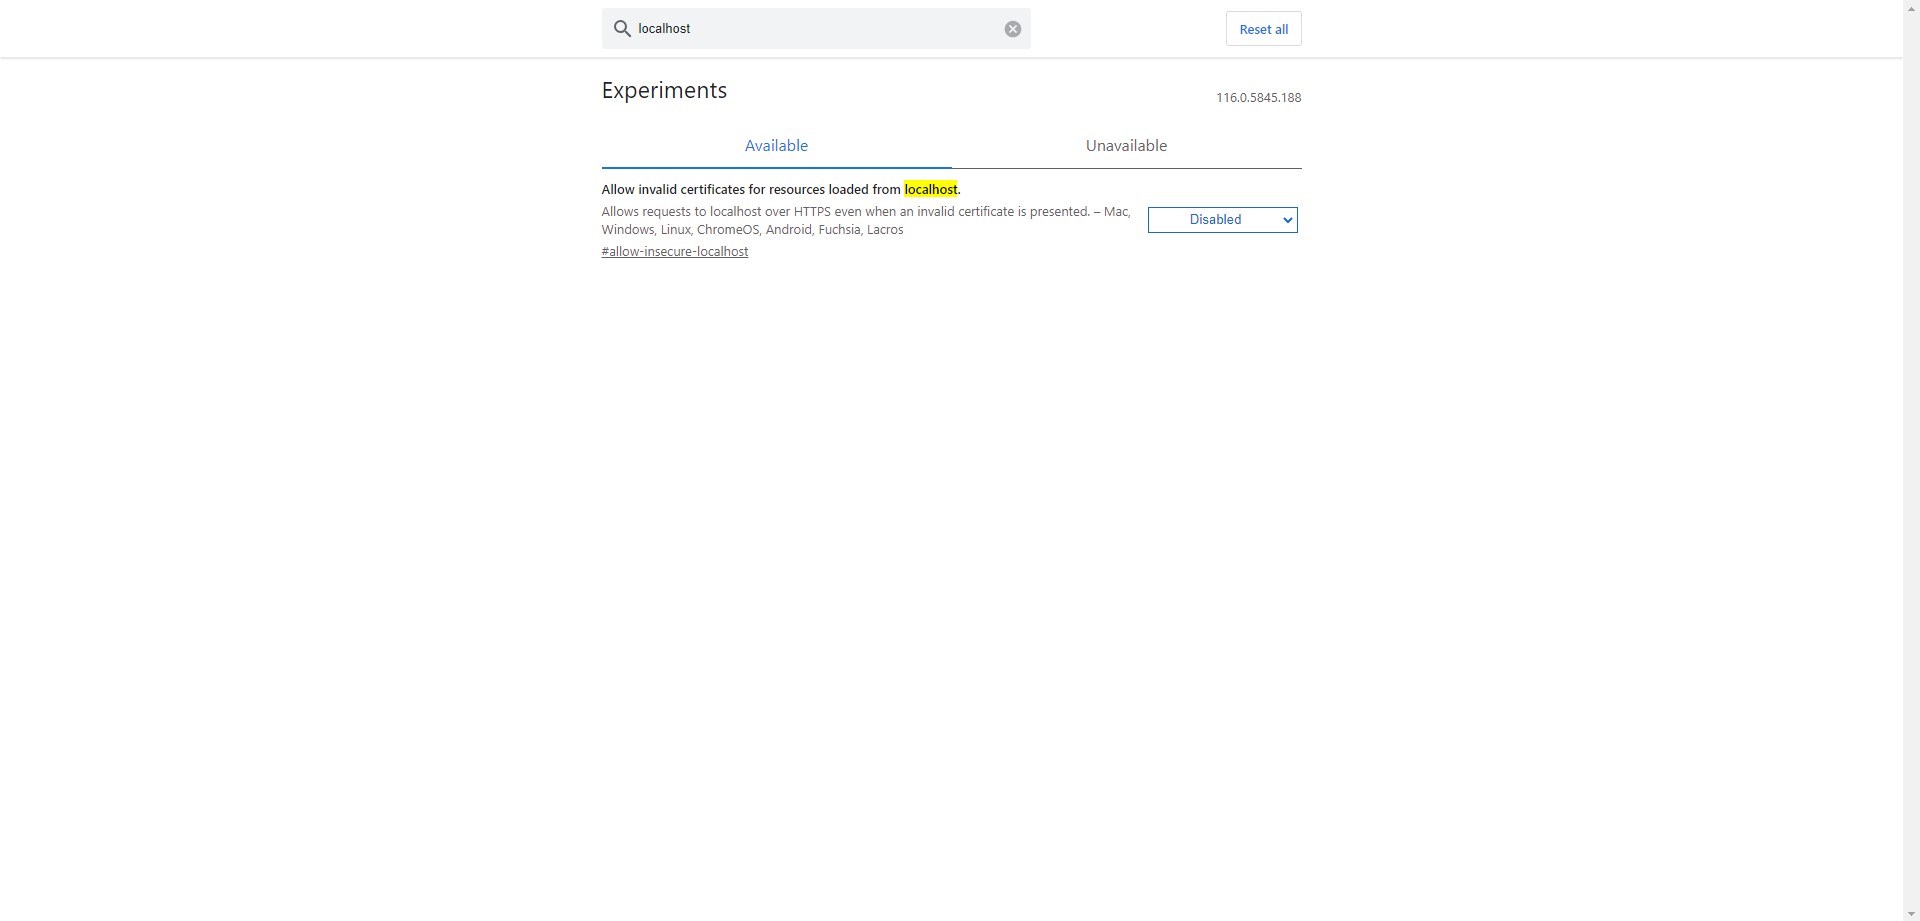 localhost
Reset all
Experiments
116.0.5845.188
Available
Unavailable
Allow invalid certificates for resources loaded from localhost.
Allows requests to localhost over HTTPS even when an invalid certificate is presented. – Mac,
Windows, Linux, ChromeOS, Android, Fuchsia, Lacros
Disabled
#allow-insecure-localhost